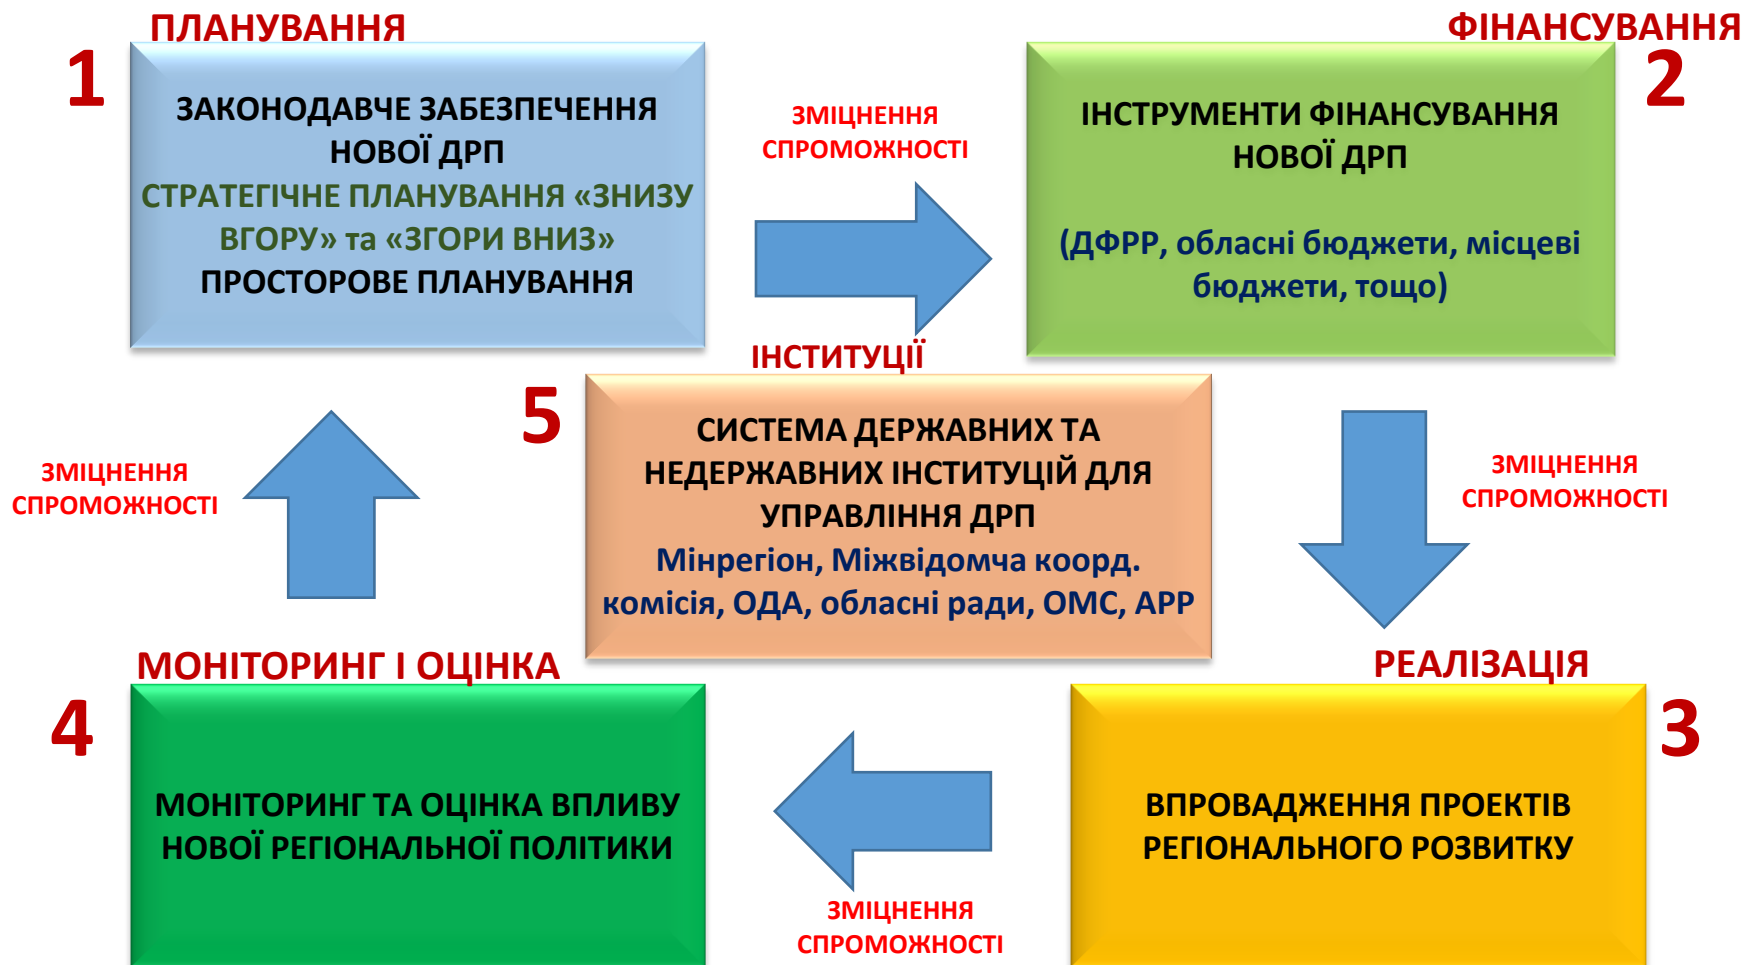 ПЛАНУВАННЯ
1
ЗАКОНОДАВЧЕ ЗАБЕЗПЕЧЕННЯ
НОВОЇ ДРП
СТРАТЕГІЧНЕ ПЛАНУВАННЯ «ЗНИЗУ
ВГОРУ» та «ЗГОРИ ВНИЗ»
ПРОСТОРОВЕ ПЛАНУВАННЯ
ЗМІЦНЕННЯ
СПРОМОЖНОСТІ
ФІНАНСУВАННЯ
2
ІНСТРУМЕНТИ ФІНАНСУВАННЯ
НОВОЇ ДРП
(ДФРР, обласні бюджети, місцеві
бюджети, тощо)
ІНСТИТУЦІЇ
5
СИСТЕМА ДЕРЖАВНИХ ТА
НЕДЕРЖАВНИХ ІНСТИТУЦІЙ ДЛЯ
УПРАВЛІННЯ ДРП
Мінрегіон, Міжвідомча коорд.
комісія, ОДА, обласні ради, ОМС, АРР
ЗМІЦНЕННЯ
СПРОМОЖНОСТІ
ЗМІЦНЕННЯ
СПРОМОЖНОСТІ
МОНІТОРИНГ І ОЦІНКА
4
МОНІТОРИНГ ТА ОЦІНКА ВПЛИВУ
НОВОЇ РЕГІОНАЛЬНОЇ ПОЛІТИКИ
ЗМІЦНЕННЯ
СПРОМОЖНОСТІ
РЕАЛІЗАЦІЯ
3
ВПРОВАДЖЕННЯ ПРОЕКТІВ
РЕГІОНАЛЬНОГО РОЗВИТКУ